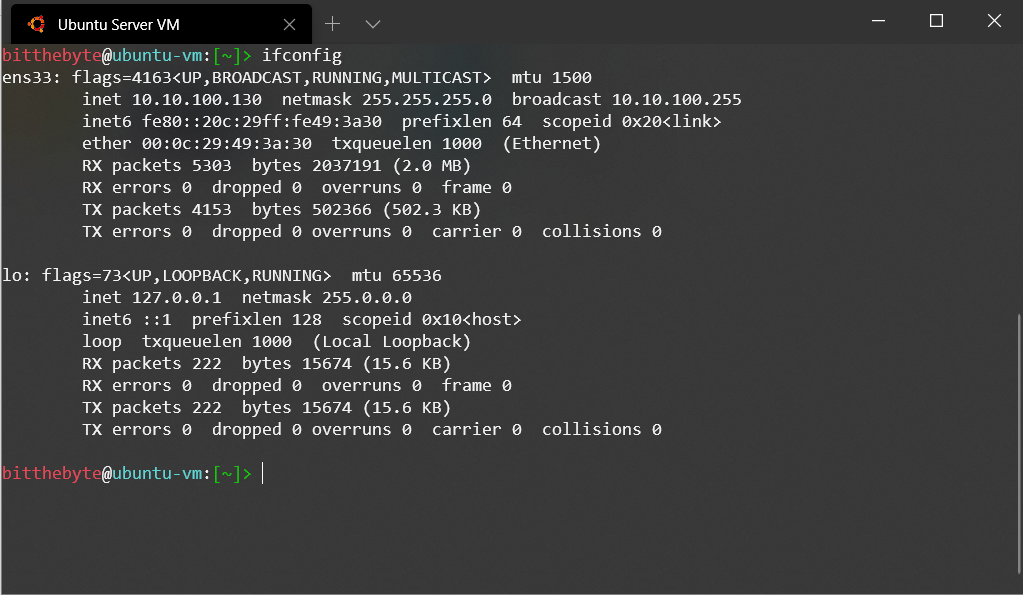 Ubuntu Server VM
bitthebyte@ubuntu-vm:[~]> ifconfig
ens33: flags=4163<UP,BROADCAST,RUNNING,MULTICAST>  mtu 1500
        inet 10.10.100.130  netmask 255.255.255.0  broadcast 10.10.100.255
        inet6 fe80::20c:29ff:fe49:3a30  prefixlen 64  scopeid 0x20<link>
        ether 00:0c:29:49:3a:30  txqueuelen 1000  (Ethernet)
        RX packets 5303  bytes 2037191 (2.0 MB)
        RX errors 0  dropped 0  overruns 0  frame 0
        TX packets 4153  bytes 502366 (502.3 KB)
        TX errors 0  dropped 0 overruns 0  carrier 0  collisions 0
lo: flags=73<UP,LOOPBACK,RUNNING>  mtu 65536
        inet 127.0.0.1  netmask 255.0.0.0
        inet6 ::1  prefixlen 128  scopeid 0x10<host>
        loop  txqueuelen 1000  (Local Loopback)
        RX packets 222  bytes 15674 (15.6 KB)
        RX errors 0  dropped 0  overruns 0  frame 0
        TX packets 222  bytes 15674 (15.6 KB)
        TX errors 0  dropped 0 overruns 0  carrier 0  collisions 0
bitthebyte@ubuntu-vm:[~]>